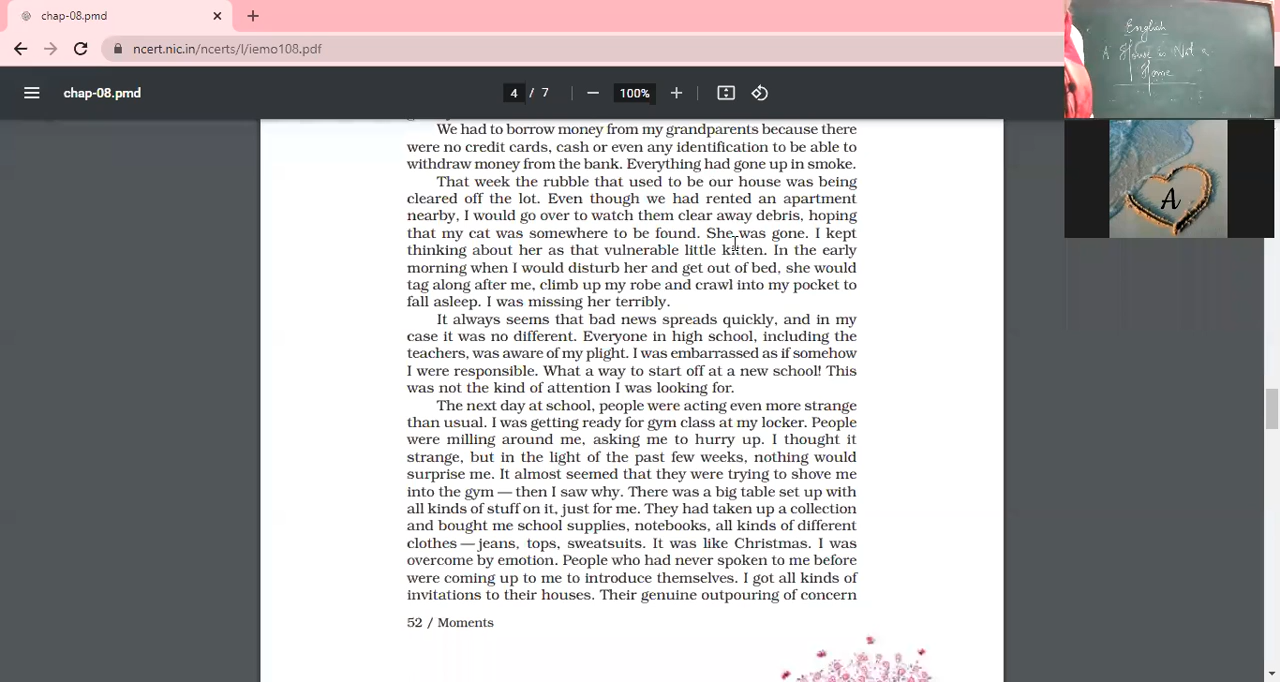 chap-08.pmd
ncert.nic.in/ncerts/l/iemo108.pdf
chap-08.pmd
4 / 7
100%
English
A House is Not a
Home
A
We had to borrow money from my grandparents because there
were no credit cards, cash or even any identification to be able to
withdraw money from the bank. Everything had gone up in smoke.
That week the rubble that used to be our house was being
cleared off the lot. Even though we had rented an apartment
nearby, I would go over to watch them clear away debris, hoping
that my cat was somewhere to be found. She was gone. I kept
thinking about her as that vulnerable little kitten. In the early
morning when I would disturb her and get out of bed, she would
tag along after me, climb up my robe and crawl into my pocket to
fall asleep. I was missing her terribly.
It always seems that bad news spreads quickly, and in my
case it was no different. Everyone in high school, including the
teachers, was aware of my plight. I was embarrassed as if somehow
I were responsible. What a way to start off at a new school! This
was not the kind of attention I was looking for.
The next day at school, people were acting even more strange
than usual. I was getting ready for gym class at my locker. People
were milling around me, asking me to hurry up. I thought it
strange, but in the light of the past few weeks, nothing would
surprise me. It almost seemed that they were trying to shove me
into the gym — then I saw why. There was a big table set up with
all kinds of stuff on it, just for me. They had taken up a collection
and bought me school supplies, notebooks, all kinds of different
clothes — jeans, tops, sweatsuits. It was like Christmas. I was
overcome by emotion. People who had never spoken to me before
were coming up to me to introduce themselves. I got all kinds of
invitations to their houses. Their genuine outpouring of concern
52 / Moments